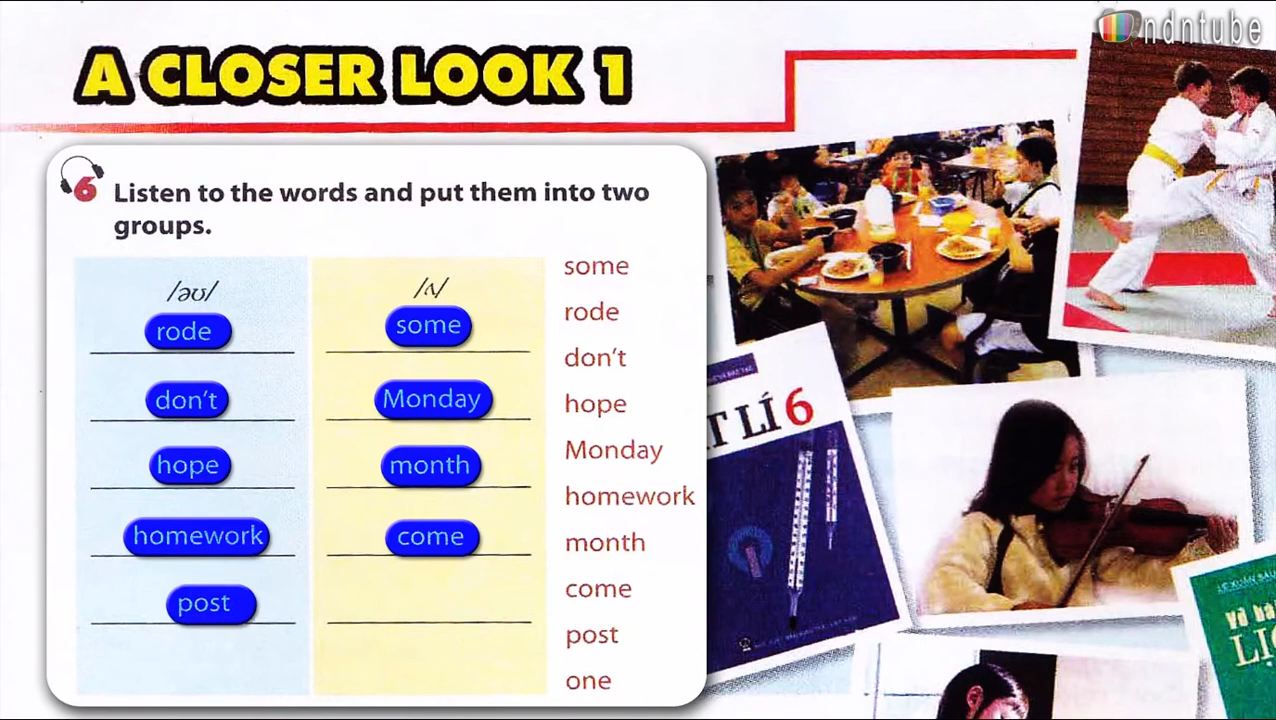 ndntube
A CLOSER LOOK 1
6 Listen to the words and put them into two
groups.
/əʊ/
rode
don't
hope
homework
post
/ʌ/
some
Monday
month
come
some
rode
don't
hope
Monday
homework
month
come
post
one
T LÍ 6